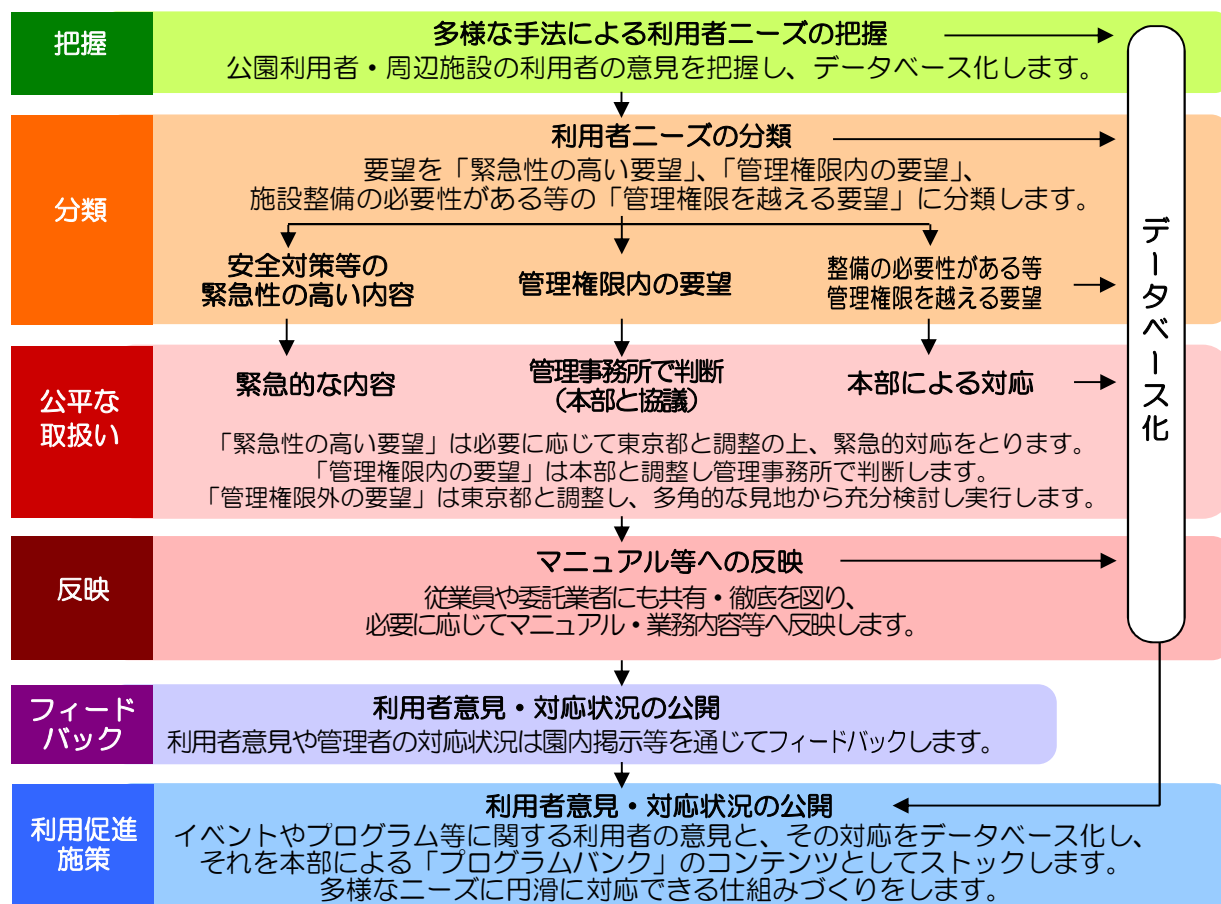 把握
多様な手法による利用者ニーズの把握
公園利用者・周辺施設の利用者の意見を把握し、データベース化します。
分類
利用者ニーズの分類
要望を「緊急性の高い要望」、「管理権限内の要望」、
施設整備の必要性がある等の「管理権限を越える要望」に分類します。
安全対策等の
緊急性の高い内容
管理権限内の要望
整備の必要性がある等
管理権限を越える要望
公平な
取扱い
緊急的な内容
管理事務所で判断
（本部と協議）
本部による対応
「緊急性の高い要望」は必要に応じて東京都と調整の上、緊急的対応をとります。
「管理権限内の要望」は本部と調整し管理事務所で判断します。
「管理権限外の要望」は東京都と調整し、多角的な見地から充分検討し実行します。
反映
マニュアル等への反映
従業員や委託業者にも共有・徹底を図り、
必要に応じてマニュアル・業務内容等へ反映します。
フィード
バック
利用者意見・対応状況の公開
利用者意見や管理者の対応状況は園内掲示等を通じてフィードバックします。
利用促進
施策
利用者意見・対応状況の公開
イベントやプログラム等に関する利用者の意見と、その対応をデータベース化し、
それを本部による「プログラムバンク」のコンテンツとしてストックします。
多様なニーズに円滑に対応できる仕組みづくりをします。
データベース化